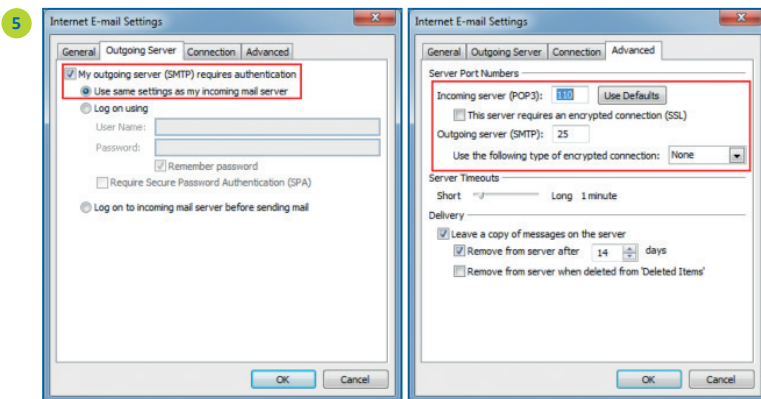 5
Internet E-mail Settings
General Outgoing Server Connection Advanced
My outgoing server (SMTP) requires authentication
Use same settings as my incoming mail server
Log on using
User Name:
Password:
Remember password
Require Secure Password Authentication (SPA)
Log on to incoming mail server before sending mail
OK Cancel
Internet E-mail Settings
General Outgoing Server Connection Advanced
Server Port Numbers
Incoming server (POP3): 110 Use Defaults
This server requires an encrypted connection (SSL)
Outgoing server (SMTP): 25
Use the following type of encrypted connection: None
Server Timeouts
Short Long 1 minute
Delivery
Leave a copy of messages on the server
Remove from server after 14 days
Remove from server when deleted from 'Deleted Items'
OK Cancel